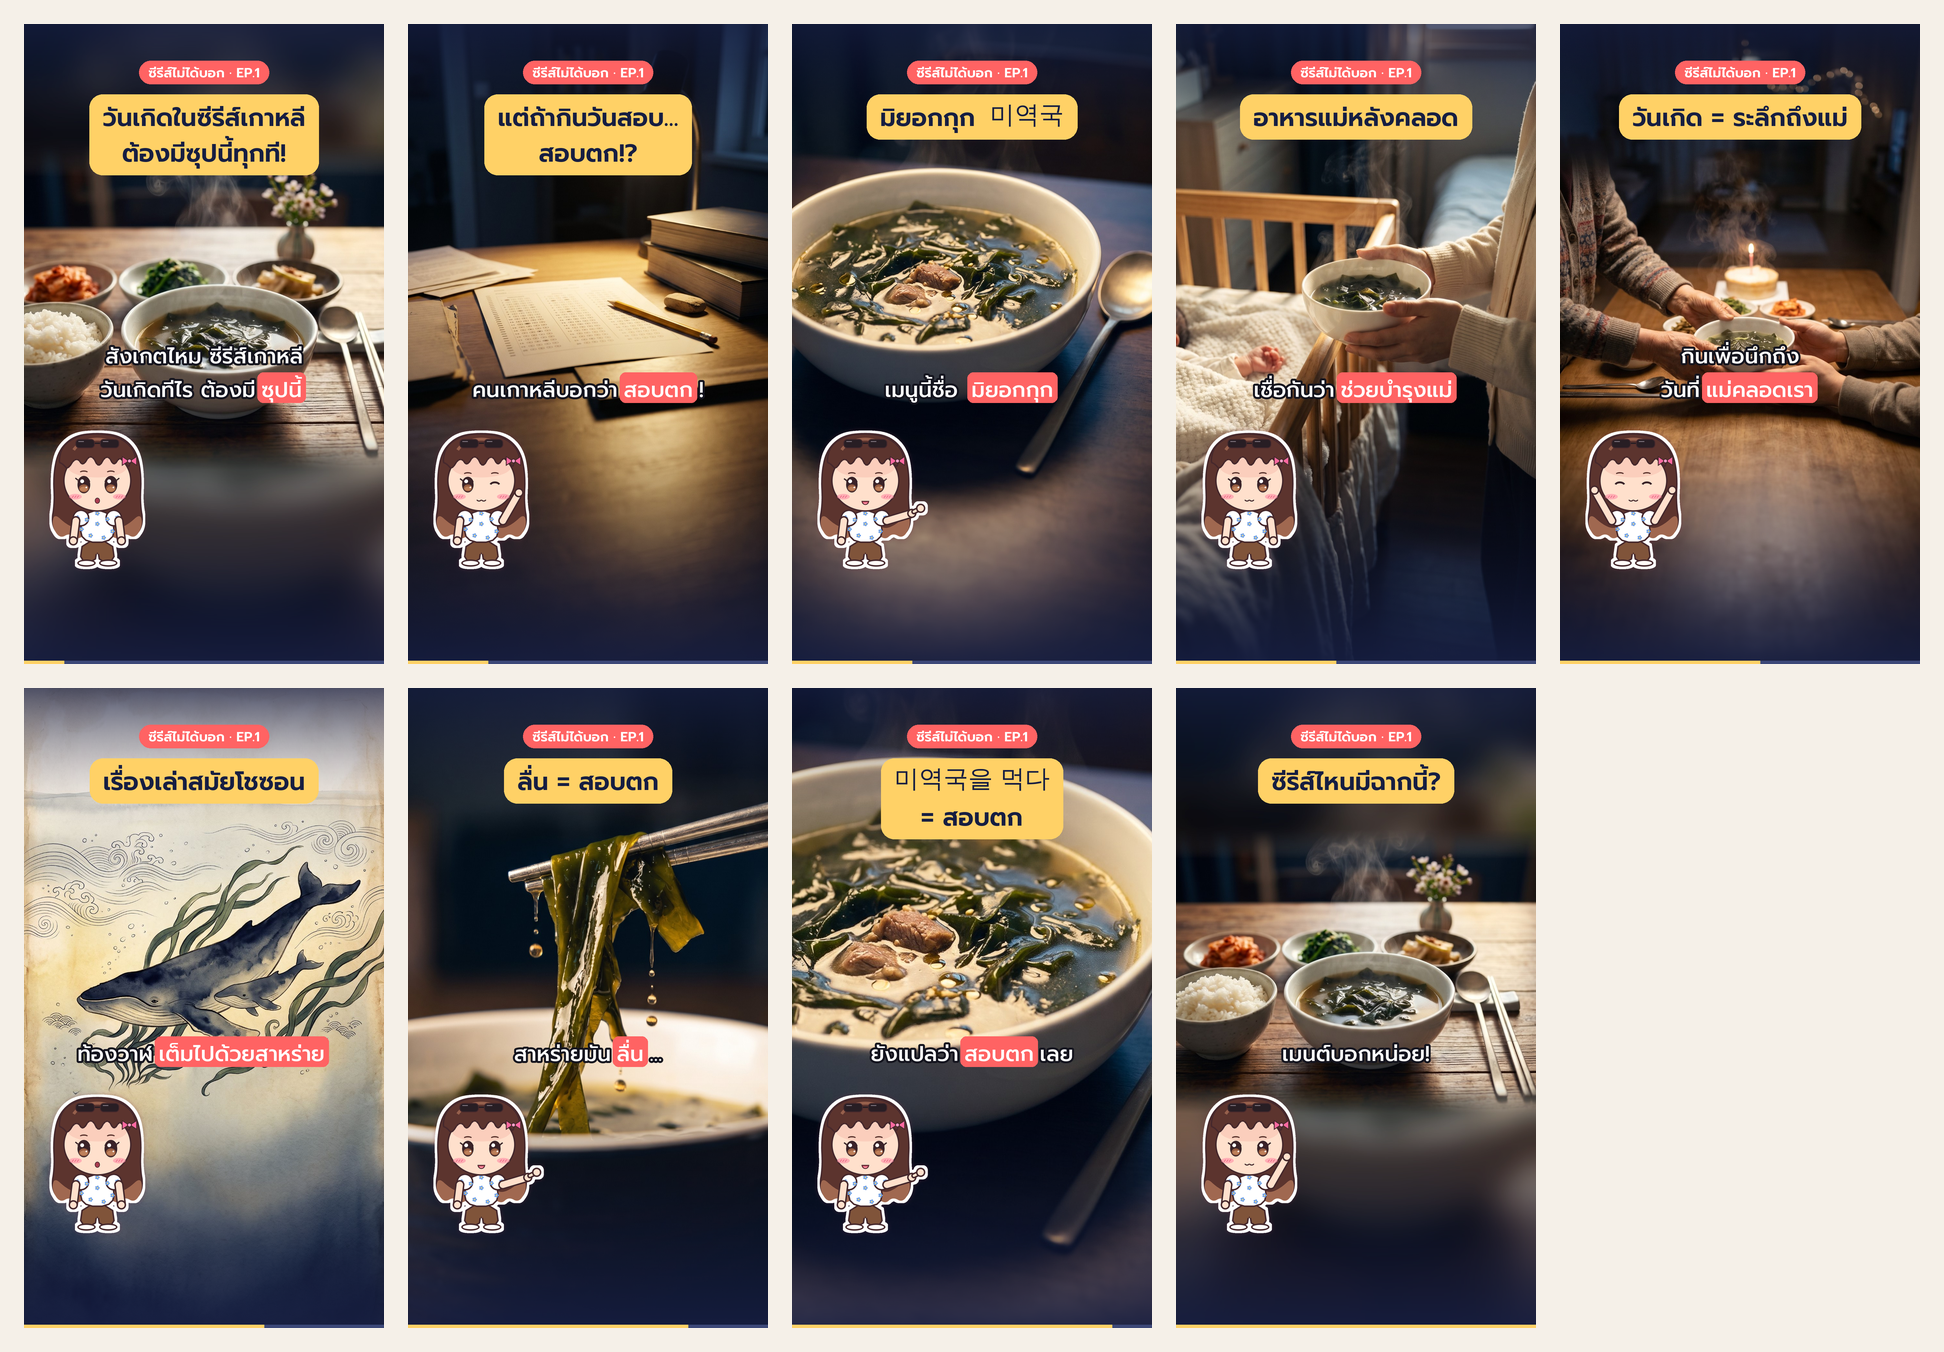 ซีรีส์ไม่ได้บอก · EP.1
วันเกิดในซีรีส์เกาหลี
ต้องมีซุปนี้ทุกที!
สังเกตไหม ซีรีส์เกาหลี
วันเกิดทีไร ต้องมี ซุปนี้
ซีรีส์ไม่ได้บอก · EP.1
แต่ถ้ากินวันสอบ...
สอบตก!?
คนเกาหลีบอกว่า สอบตก !
ซีรีส์ไม่ได้บอก · EP.1
มิยอกกุก 미역국
เมนูนี้ชื่อ มิยอกกุก
ซีรีส์ไม่ได้บอก · EP.1
อาหารแม่หลังคลอด
เชื่อกันว่า ช่วยบำรุงแม่
ซีรีส์ไม่ได้บอก · EP.1
วันเกิด = ระลึกถึงแม่
กินเพื่อนึกถึง
วันที่ แม่คลอดเรา
ซีรีส์ไม่ได้บอก · EP.1
เรื่องเล่าสมัยโชซอน
ท้องวาฬ เต็มไปด้วยสาหร่าย
ซีรีส์ไม่ได้บอก · EP.1
ลื่น = สอบตก
สาหร่ายมัน ลื่น ...
ซีรีส์ไม่ได้บอก · EP.1
미역국을 먹다
= สอบตก
ยังแปลว่า สอบตก เลย
ซีรีส์ไม่ได้บอก · EP.1
ซีรีส์ไหนมีฉากนี้?
เมนต์บอกหน่อย!